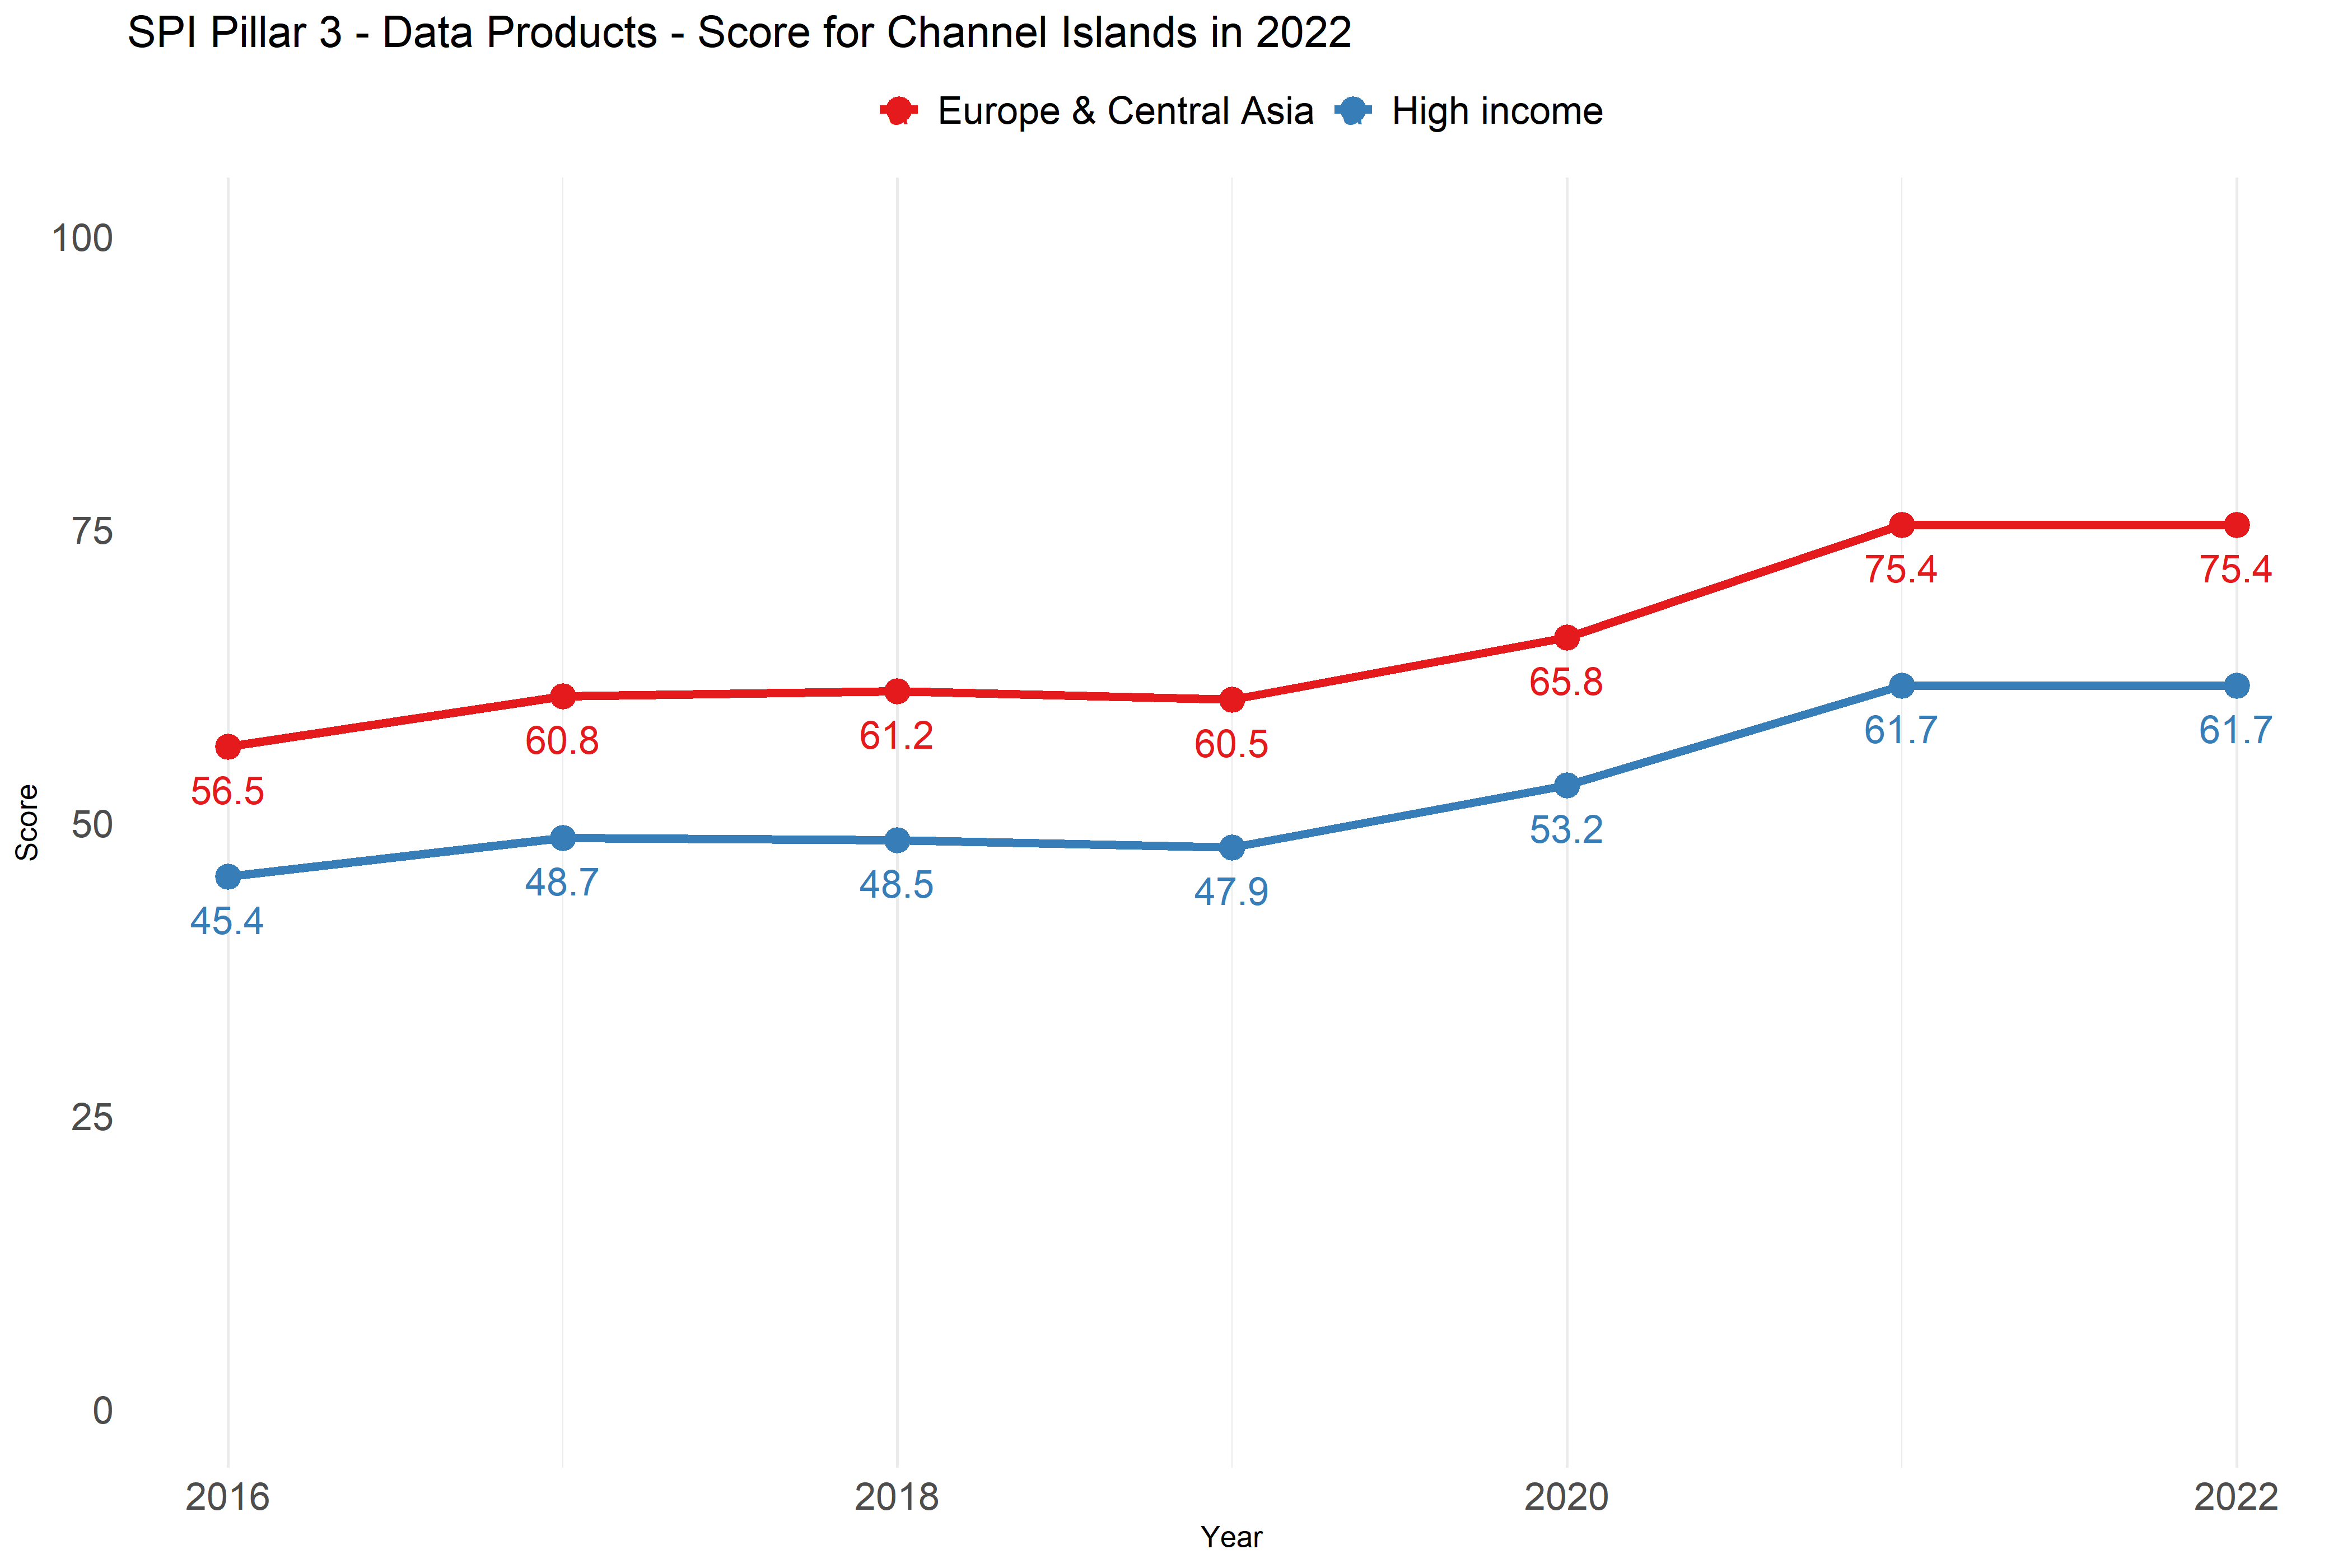 SPI Pillar 3 - Data Products - Score for Channel Islands in 2022
Europe & Central Asia High income
100
75
50
25
0
Score
56.5 60.8 61.2 60.5 65.8 75.4 75.4
45.4 48.7 48.5 47.9 53.2 61.7 61.7
2016 2018 2020 2022
Year